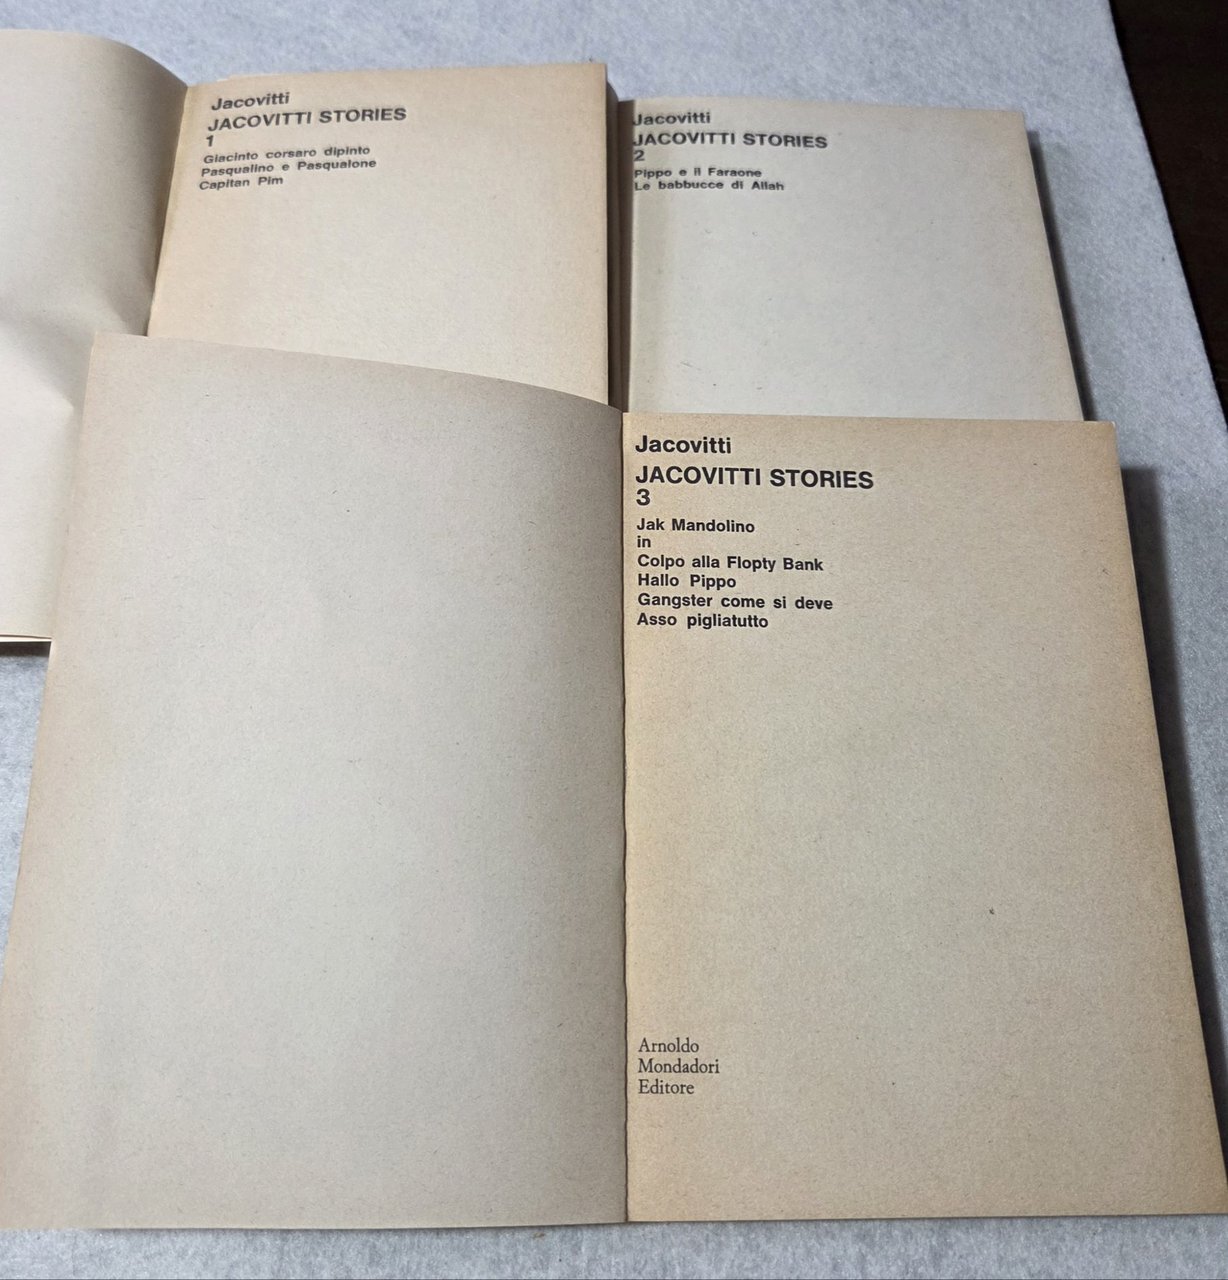 Jacovitti
JACOVITTI STORIES
1
Giacinto corsaro dipinto
Pasqualino e Pasqualone
Capitan Pim
Jacovitti
JACOVITTI STORIES
2
Pippo e il Faraone
Le babbucce di Allah
Jacovitti
JACOVITTI STORIES
3
Jak Mandolino
in
Colpo alla Flopty Bank
Hallo Pippo
Gangster come si deve
Asso pigliatutto
Arnoldo
Mondadori
Editore